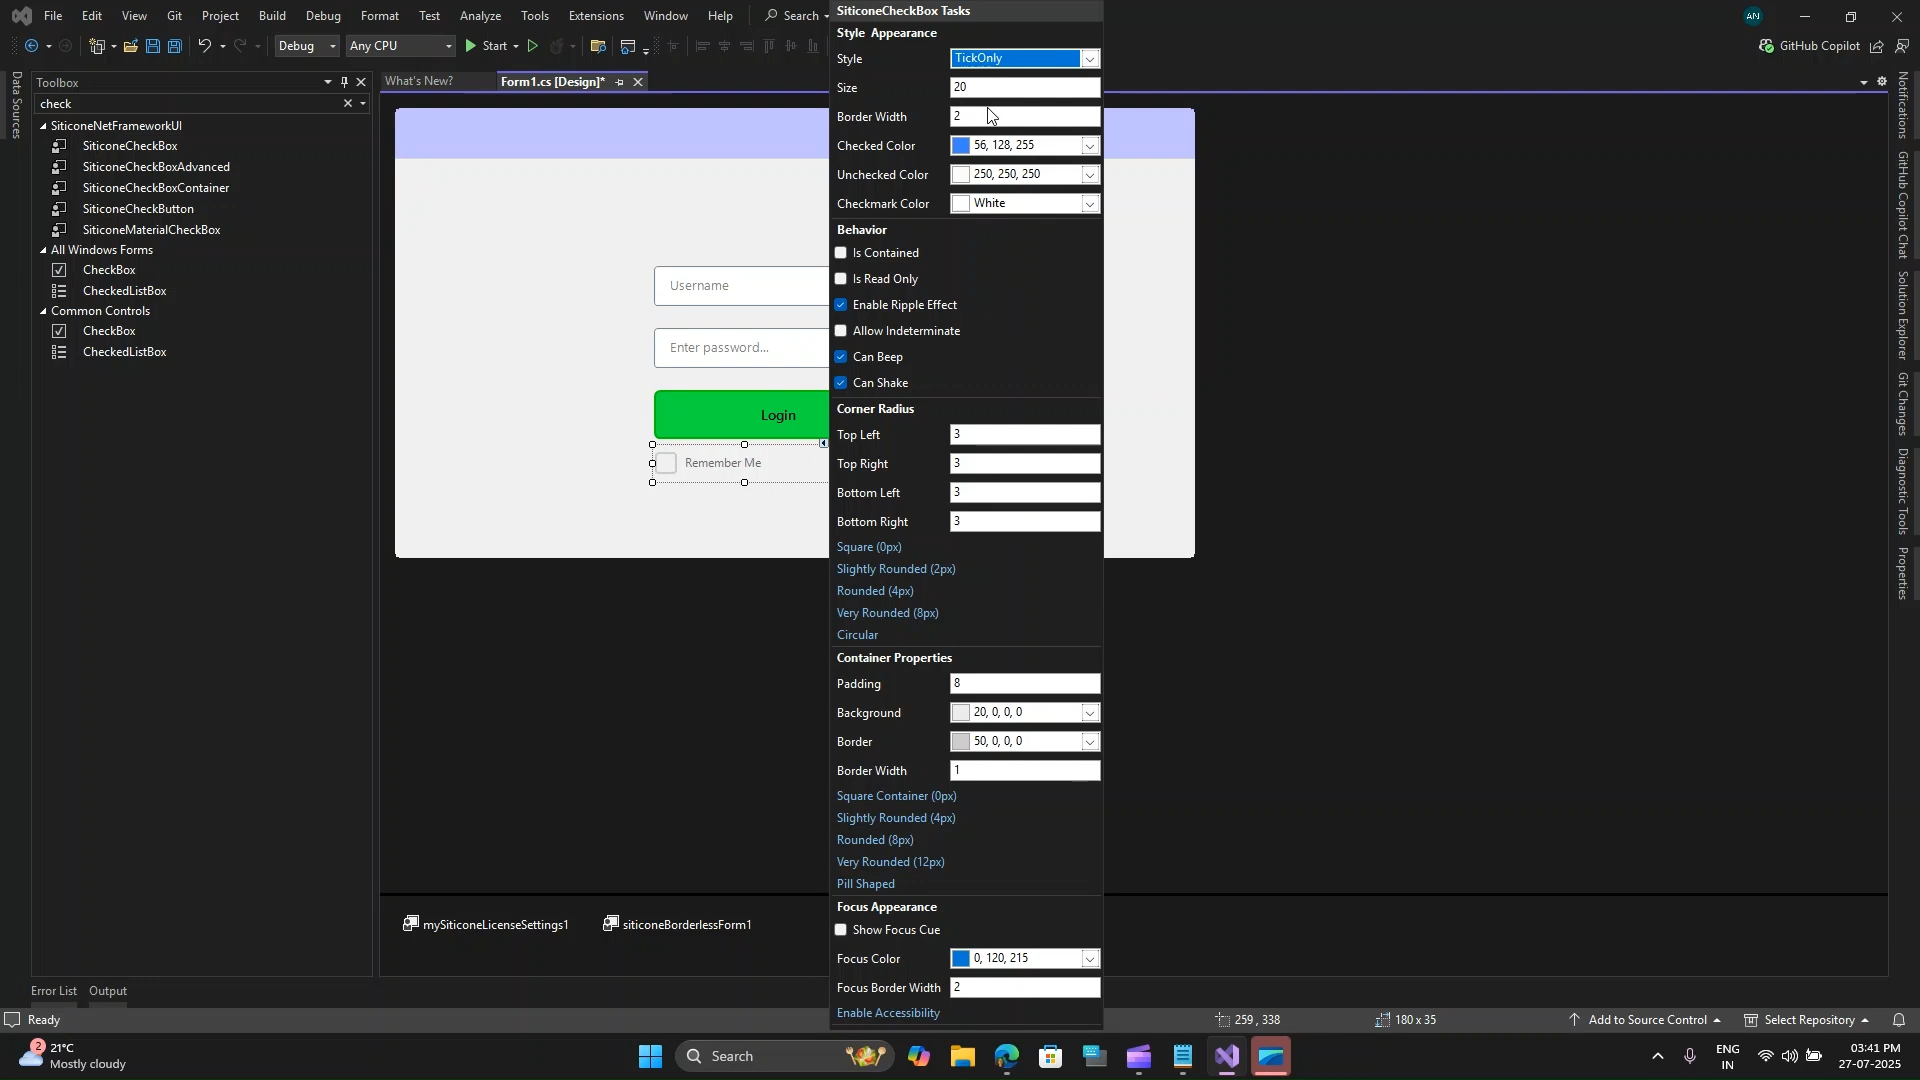 File Edit View Git Project Build Debug Format Test Analyze Tools Extensions Window Help Search
AN
Debug Any CPU Start
GitHub Copilot
Toolbox
What's New? Form1.cs [Design]*
check
SiticoneNetFrameworkUI
SiticoneCheckBox
SiticoneCheckBoxAdvanced
SiticoneCheckBoxContainer
SiticoneCheckButton
SiticoneMaterialCheckBox
All Windows Forms
CheckBox
CheckedListBox
Common Controls
CheckBox
CheckedListBox
Data Sources
Username
Enter password...
Login
Remember Me
SiticoneCheckBox Tasks
Style Appearance
Style TickOnly
Size 20
Border Width 2
Checked Color 56, 128, 255
Unchecked Color 250, 250, 250
Checkmark Color White
Behavior
Is Contained
Is Read Only
Enable Ripple Effect
Allow Indeterminate
Can Beep
Can Shake
Corner Radius
Top Left 3
Top Right 3
Bottom Left 3
Bottom Right 3
Square (0px)
Slightly Rounded (2px)
Rounded (4px)
Very Rounded (8px)
Circular
Container Properties
Padding 8
Background 20, 0, 0, 0
Border 50, 0, 0, 0
Border Width 1
Square Container (0px)
Slightly Rounded (4px)
Rounded (8px)
Very Rounded (12px)
Pill Shaped
Focus Appearance
Show Focus Cue
Focus Color 0, 120, 215
Focus Border Width 2
Enable Accessibility
Notifications
GitHub Copilot Chat
Solution Explorer
Git Changes
Diagnostic Tools
Properties
mySiticoneLicenseSettings1 siticoneBorderlessForm1
Error List Output
Ready 259 , 338 180 x 35 Add to Source Control Select Repository
2
21°C
Mostly cloudy
Search
ENG
IN
03:41 PM
27-07-2025